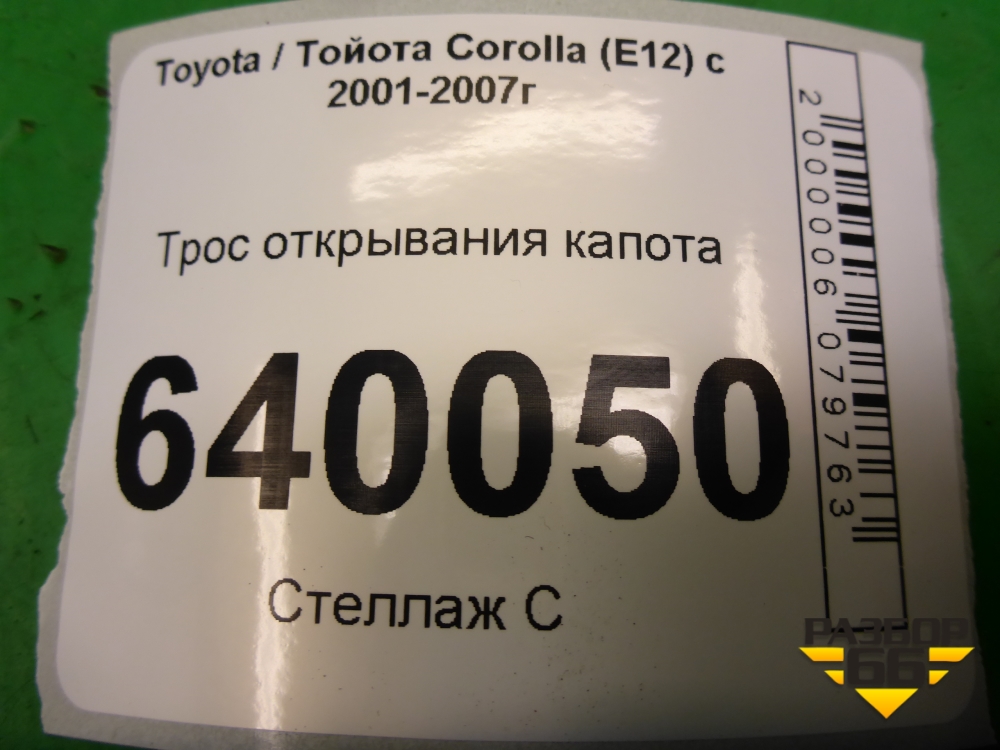 Toyota / Тойота Corolla (E12) с
2001-2007г
Трос открывания капота
640050
Стеллаж С
2000006079763
РАЗБОР
66